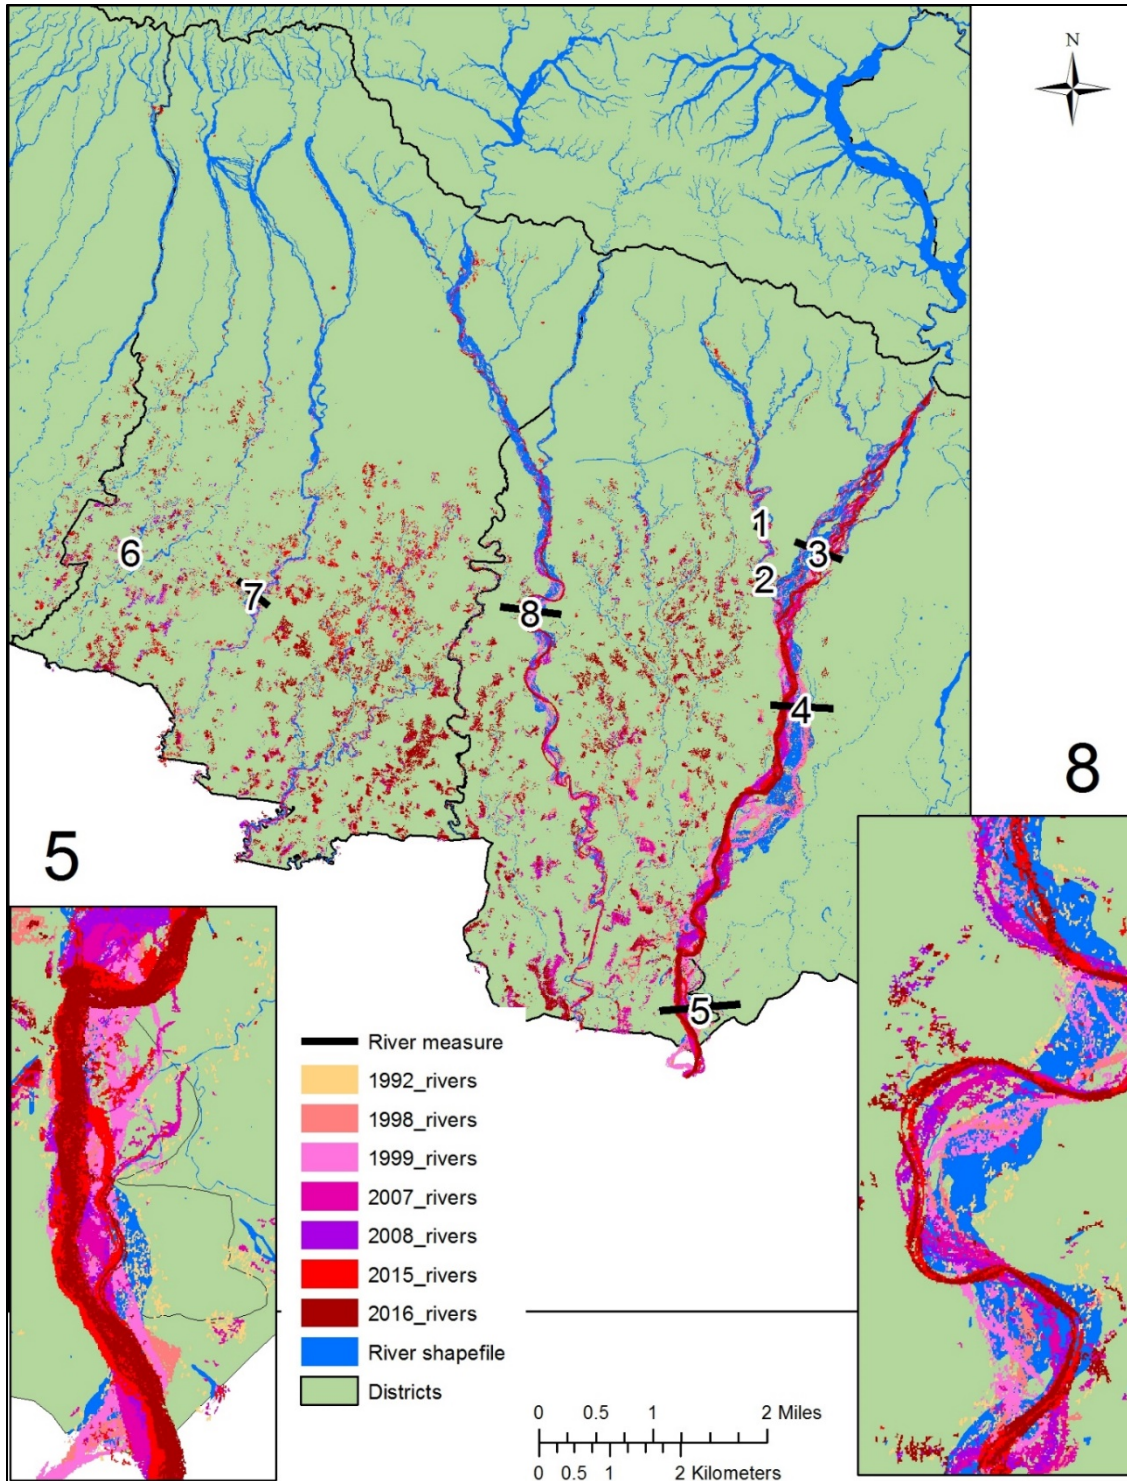 N
1
3
6
2
7
8
4
8
5
5
River measure
1992_rivers
1998_rivers
1999_rivers
2007_rivers
2008_rivers
2015_rivers
2016_rivers
River shapefile
Districts
0 0.5 1 2 Miles
0 0.5 1 2 Kilometers